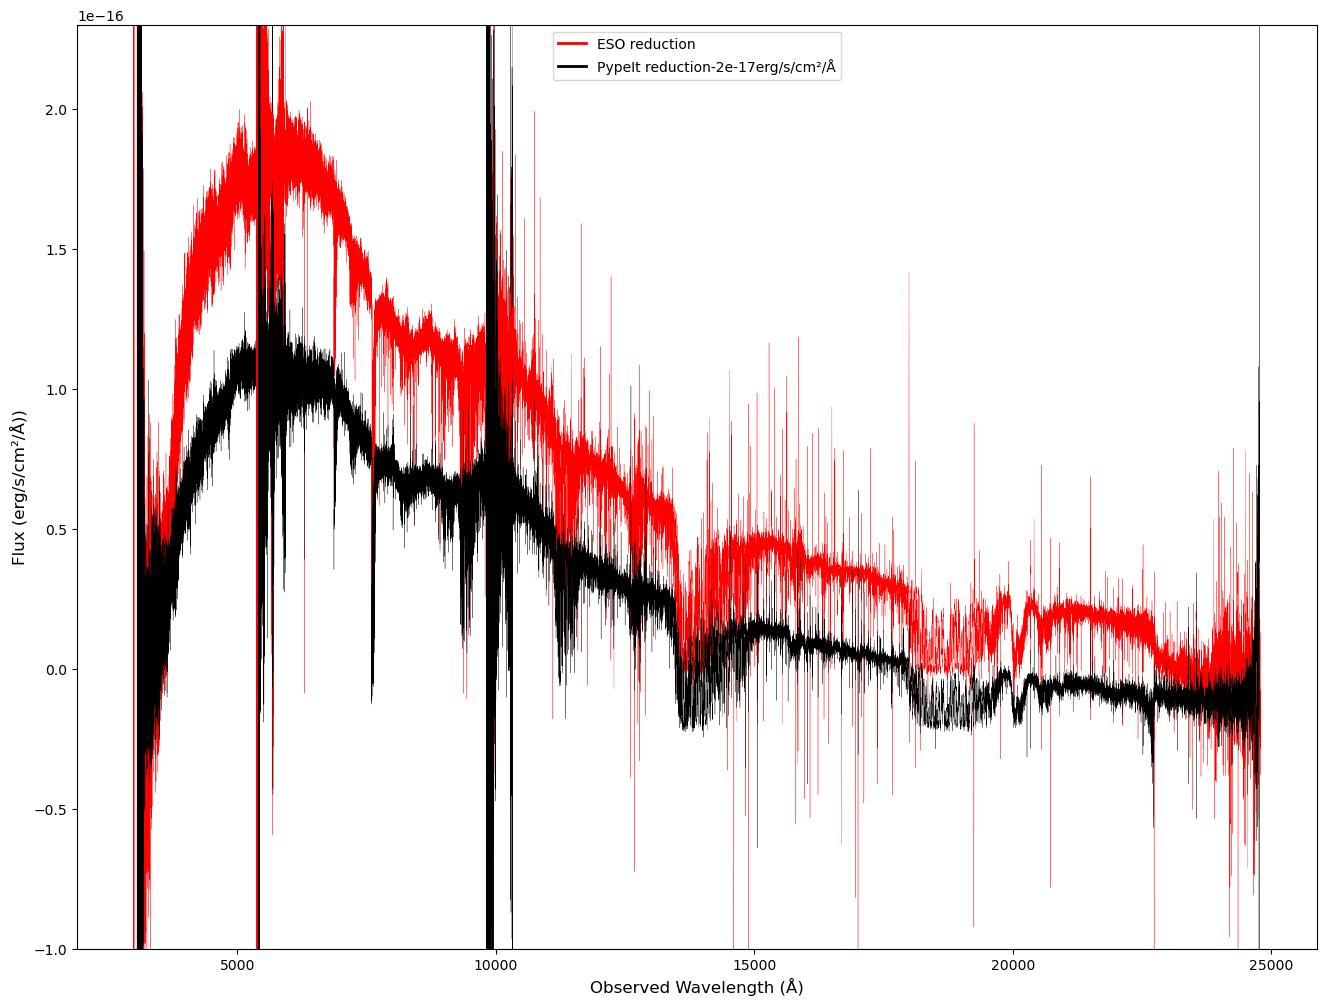 1e−16
ESO reduction
PypeIt reduction-2e-17erg/s/cm²/Å
2.0
1.5
1.0
0.5
0.0
−0.5
−1.0
Flux (erg/s/cm²/Å))
5000
10000
15000
20000
25000
Observed Wavelength (Å)